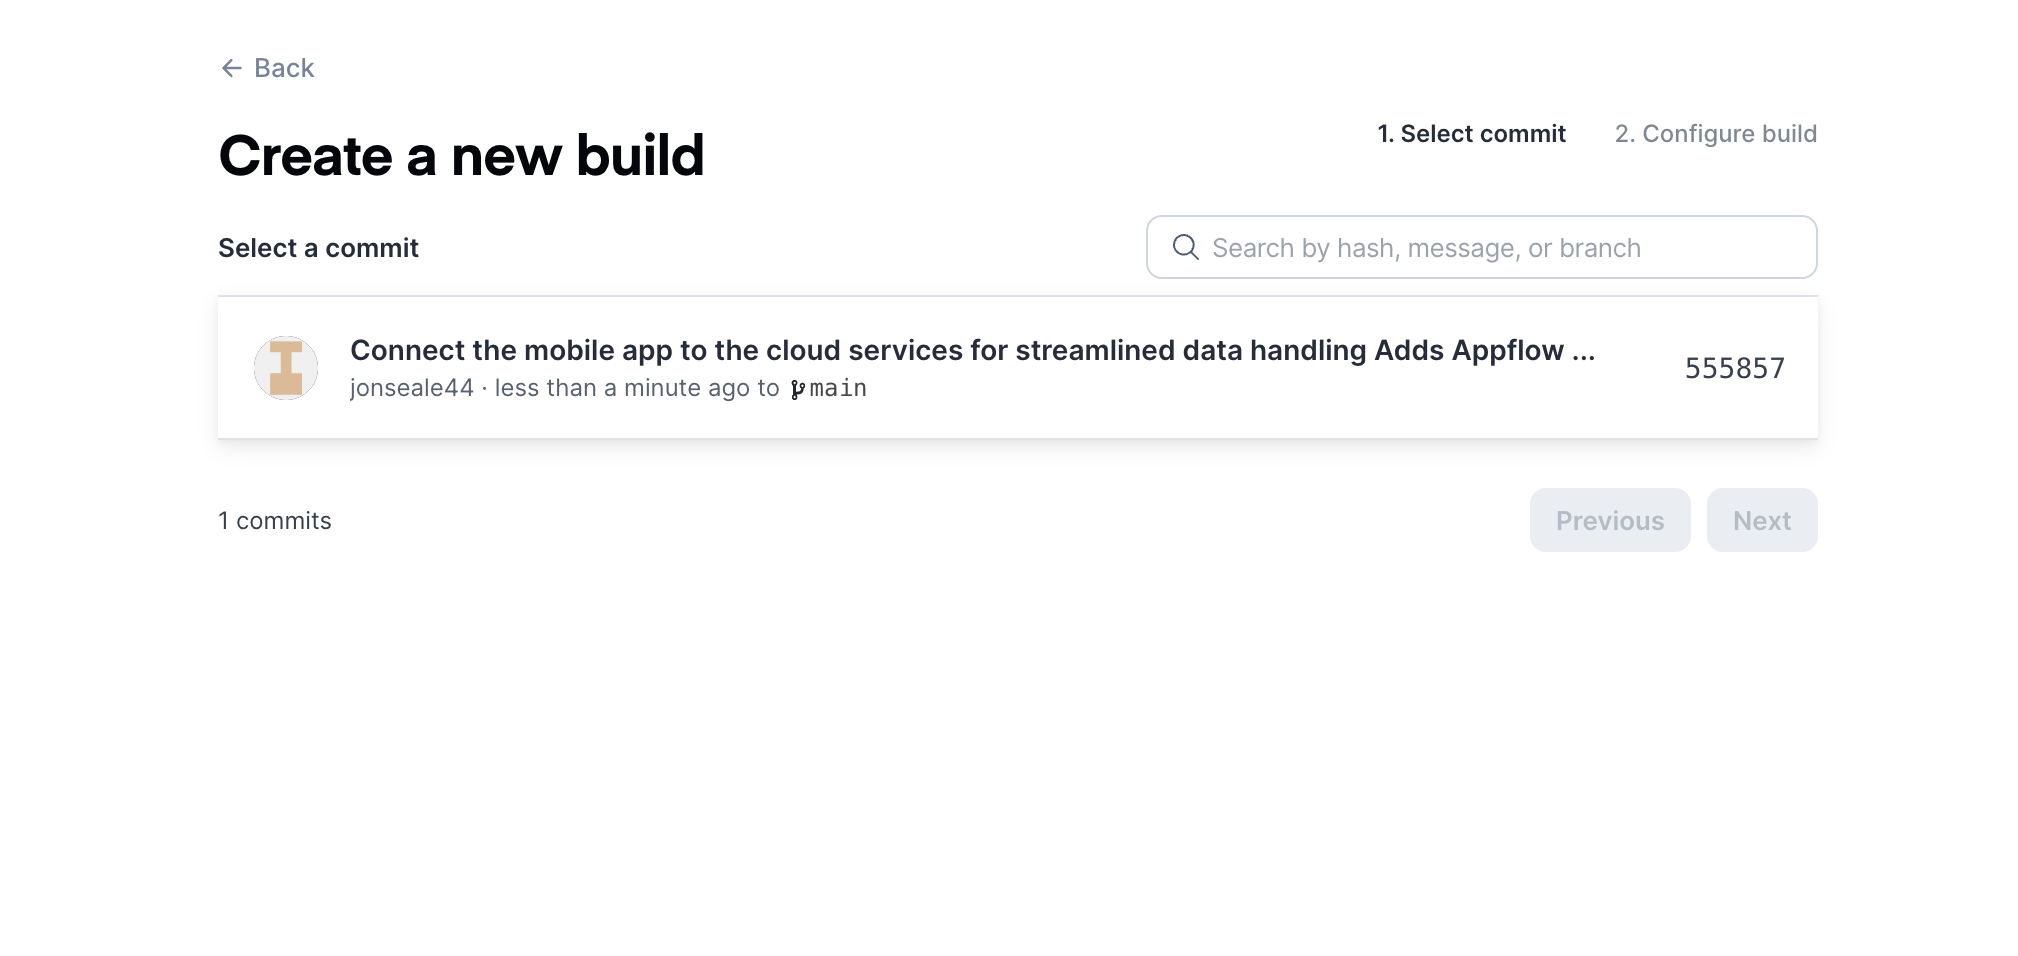 Back
Create a new build
1. Select commit 2. Configure build
Select a commit
Search by hash, message, or branch
Connect the mobile app to the cloud services for streamlined data handling Adds Appflow ...
555857
jonseale44 · less than a minute ago to main
1 commits
Previous Next